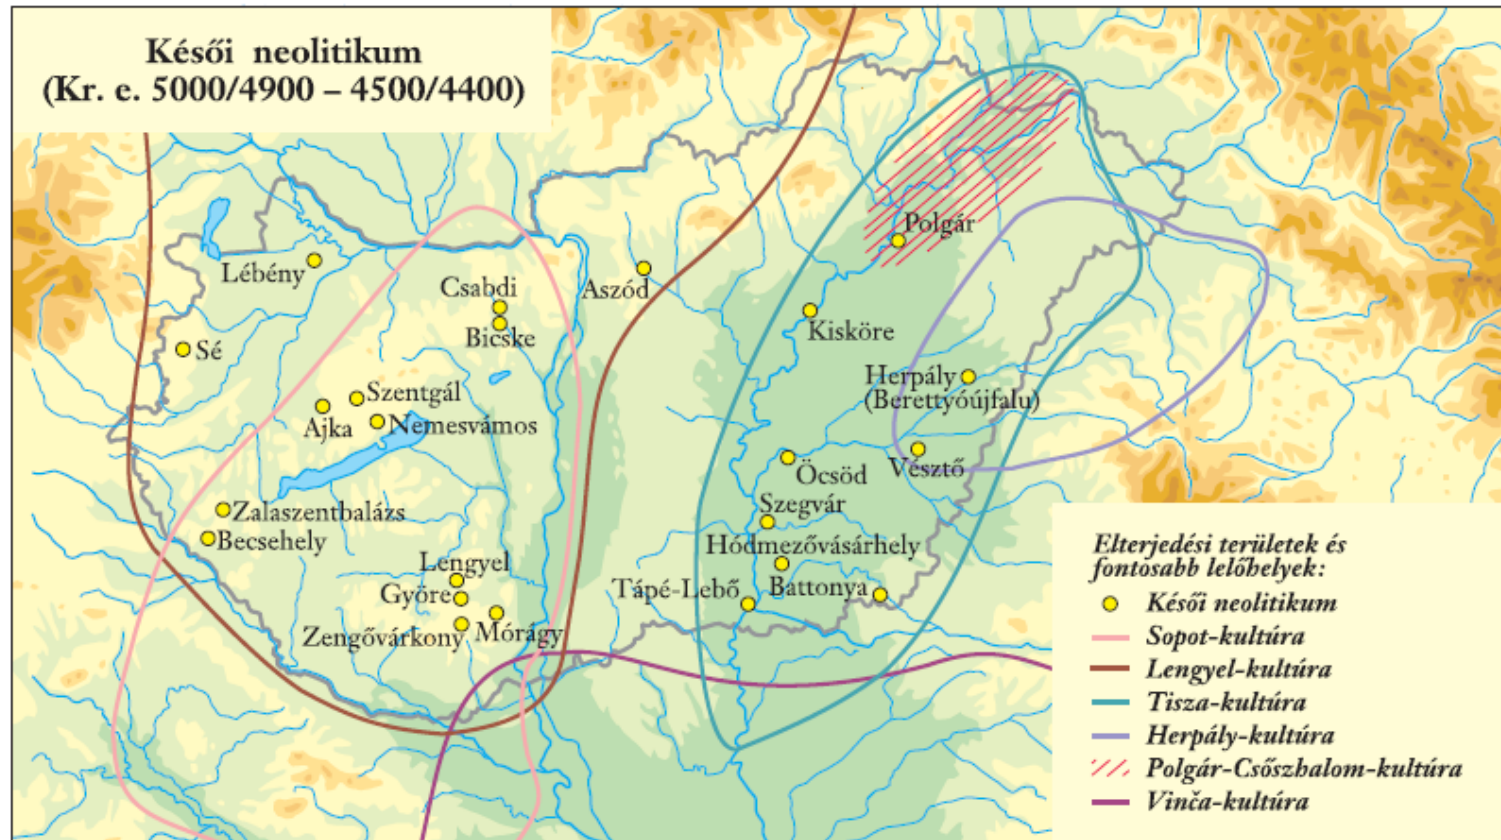 Késői neolitikum
(Kr. e. 5000/4900 – 4500/4400)
Polgár
Lébény
Csabdi
Aszód
Bicske
Kisköre
Sé
Herpály
(Berettyóújfalu)
Szentgál
Ajka
Nemesvámos
Öcsöd
Vésztő
Szegvár
Zalaszentbalázs
Becsehely
Hódmezővásárhely
Lengyel
Györe
Tápé-Lebő
Battonya
Zengővárkony
Mórágy
Elterjedési területek és
fontosabb lelőhelyek:
Késői neolitikum
Sopot-kultúra
Lengyel-kultúra
Tisza-kultúra
Herpály-kultúra
Polgár-Csőszhalom-kultúra
Vinča-kultúra